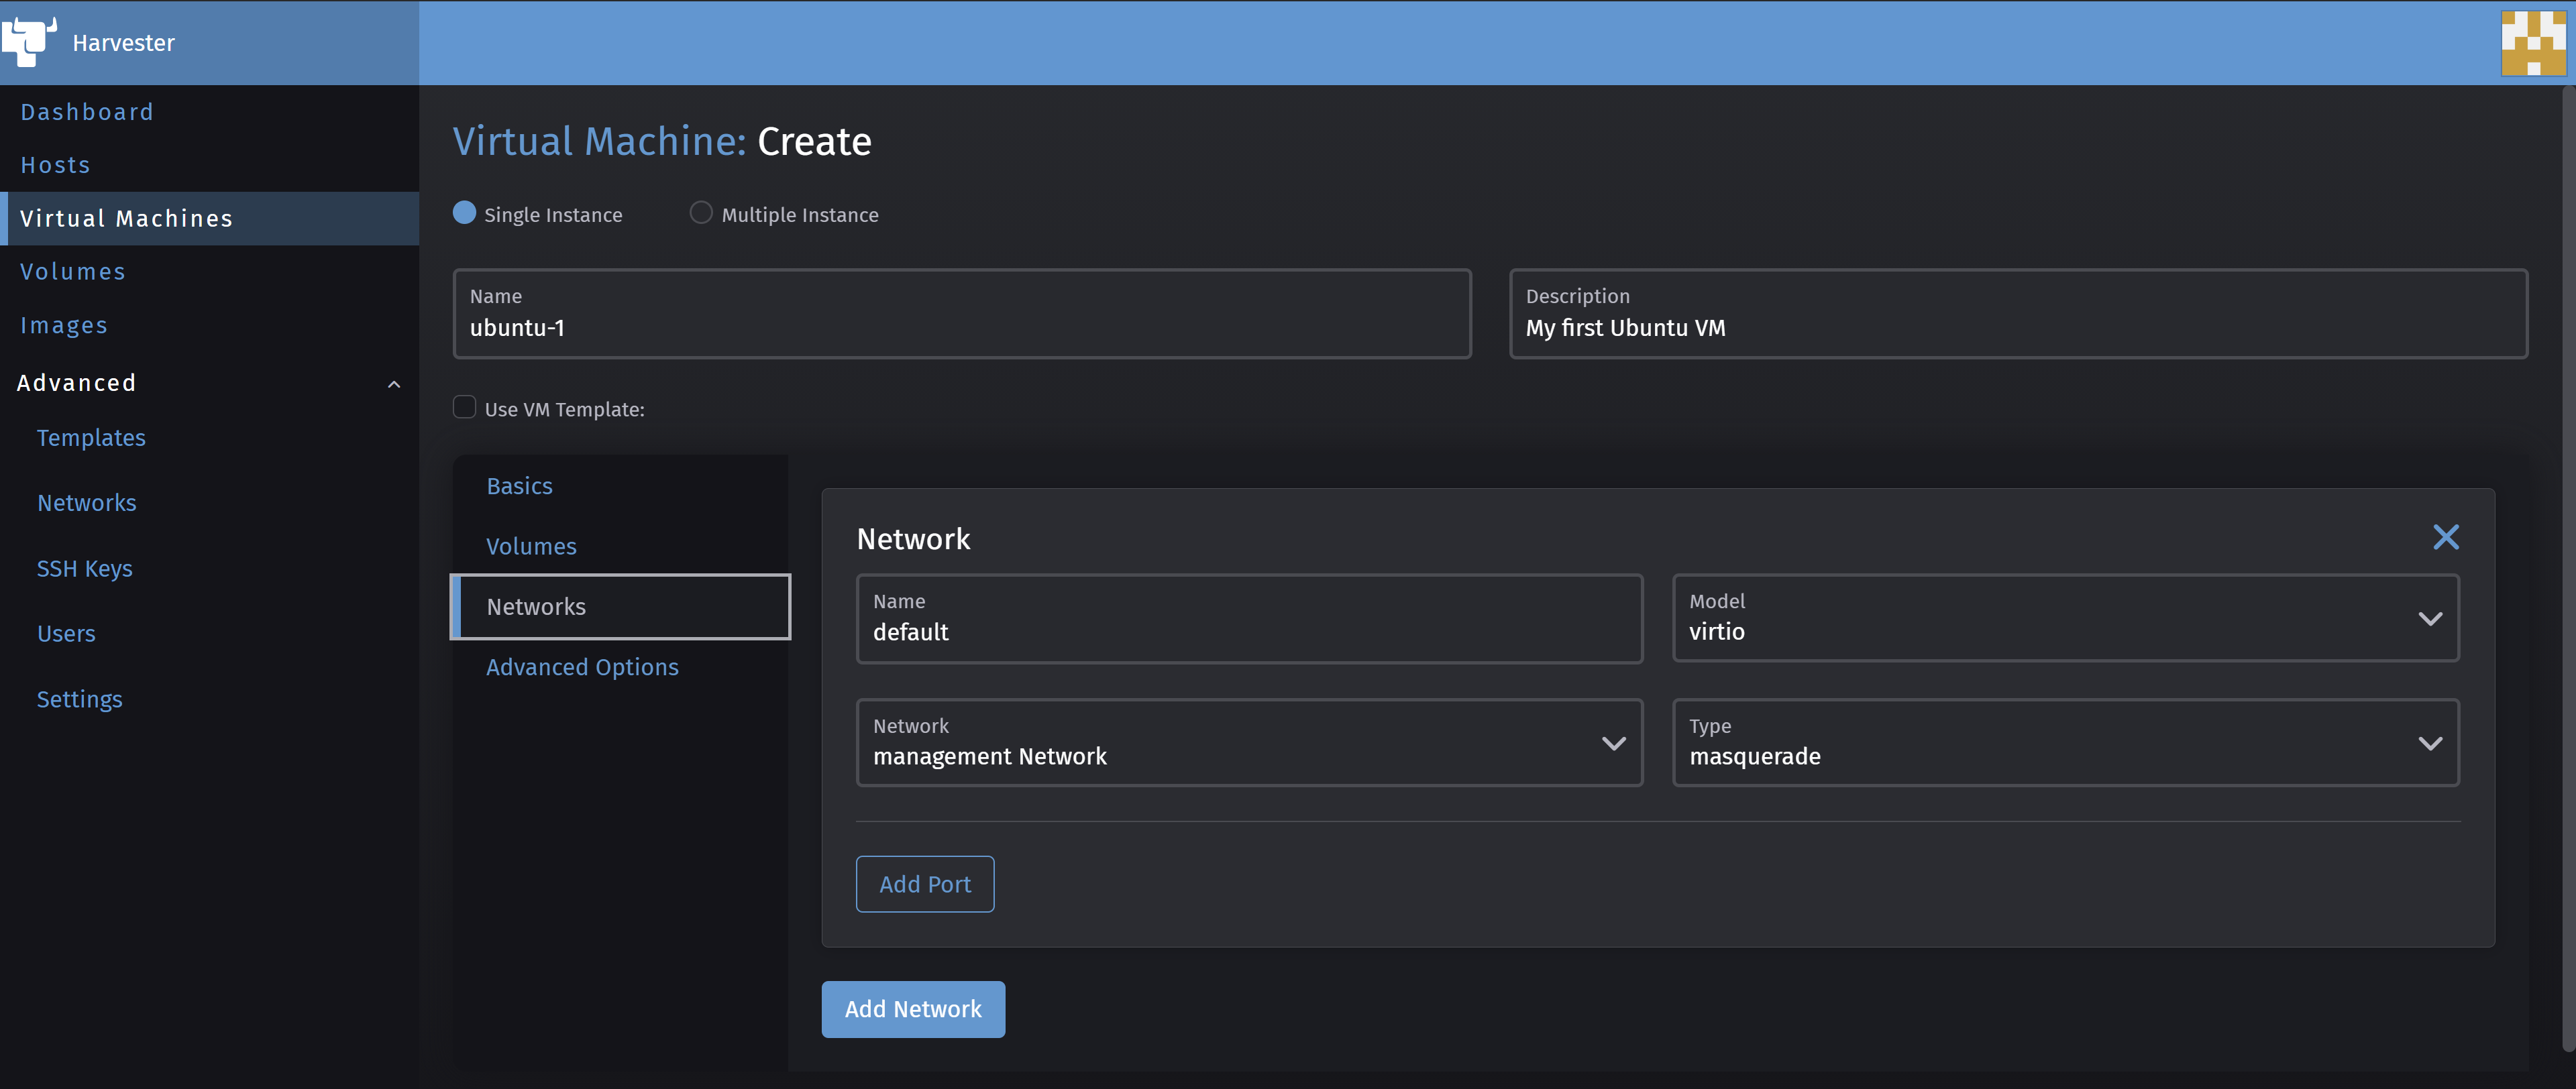 Harvester
Dashboard
Hosts
Virtual Machines
Volumes
Images
Advanced
Templates
Networks
SSH Keys
Users
Settings
Virtual Machine: Create
Single Instance
Multiple Instance
Name
ubuntu-1
Description
My first Ubuntu VM
Use VM Template:
Basics
Volumes
Networks
Advanced Options
Network
Name
default
Model
virtio
Network
management Network
Type
masquerade
Add Port
Add Network